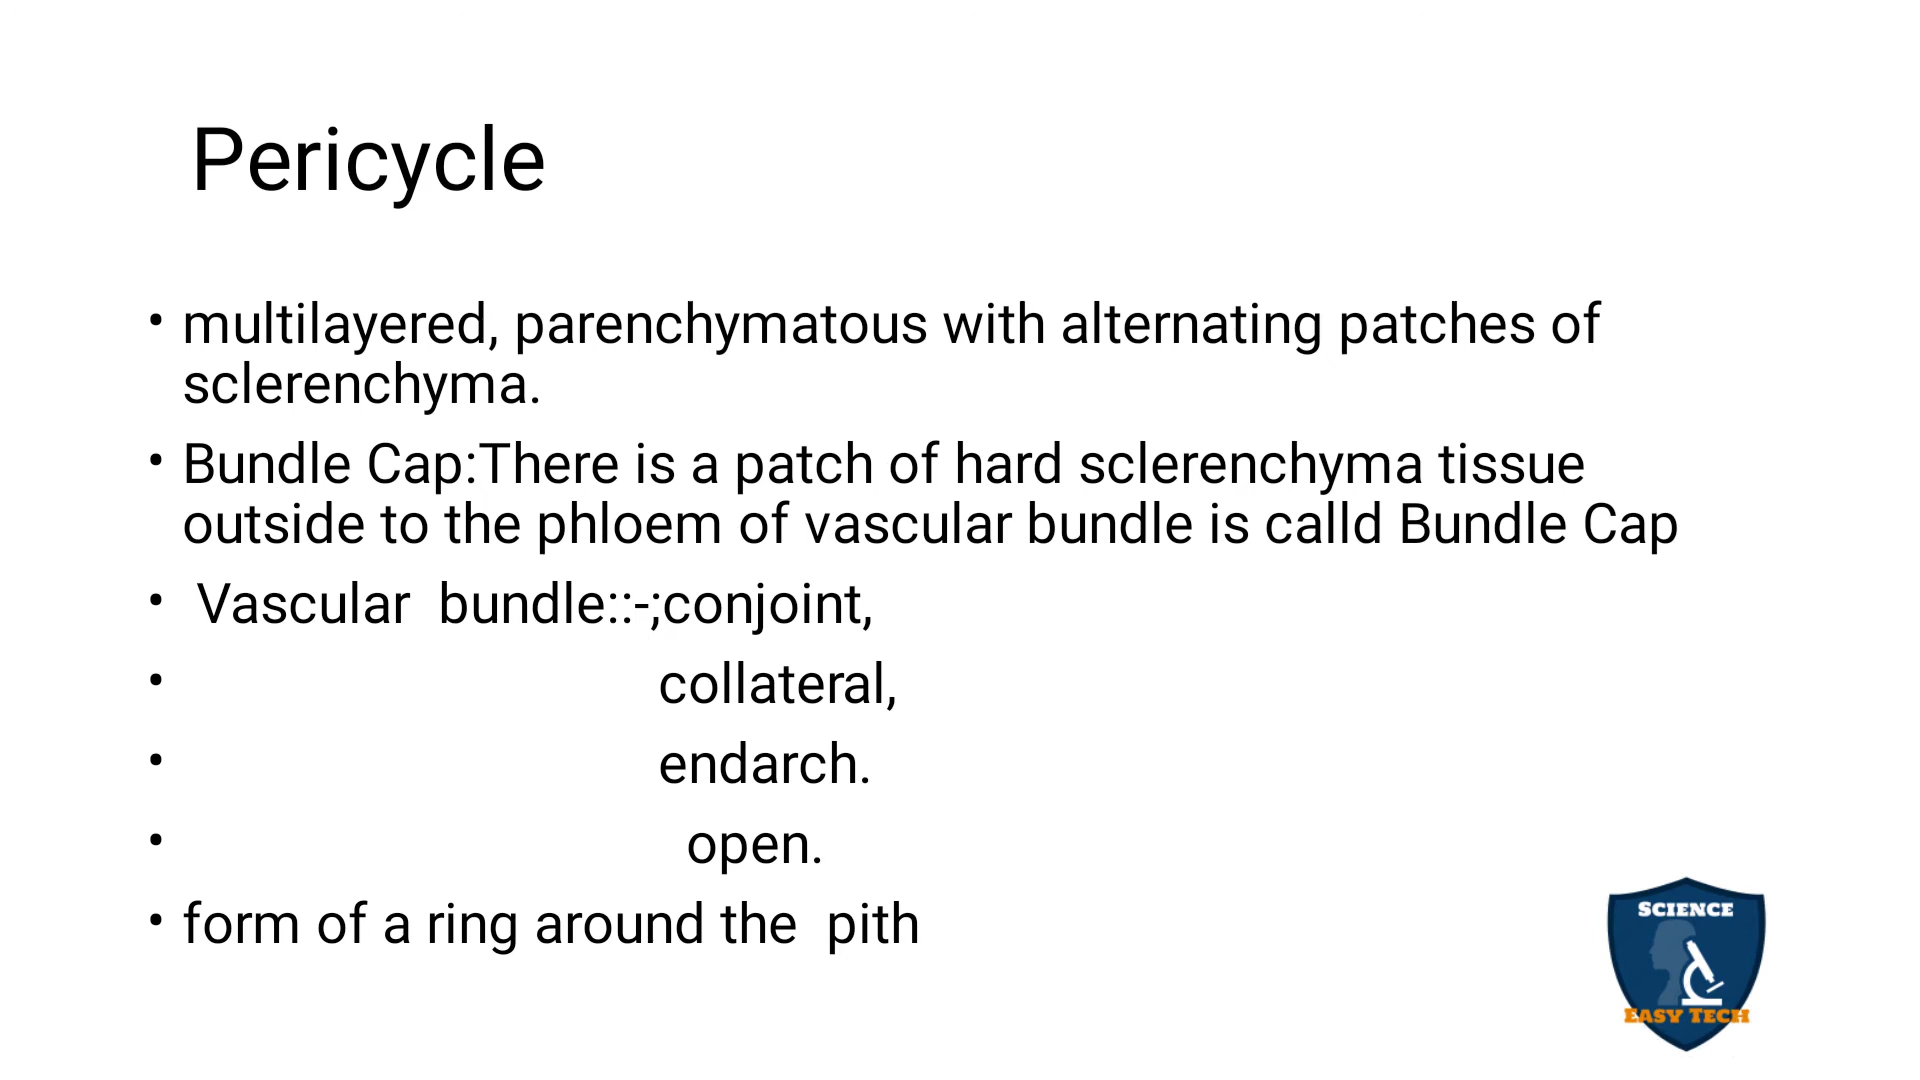 Pericycle
• multilayered, parenchymatous with alternating patches of
sclerenchyma.
• Bundle Cap:There is a patch of hard sclerenchyma tissue
outside to the phloem of vascular bundle is calld Bundle Cap
• Vascular  bundle::-;conjoint,
• collateral,
• endarch.
• open.
• form of a ring around the  pith
SCIENCE
EASY TECH